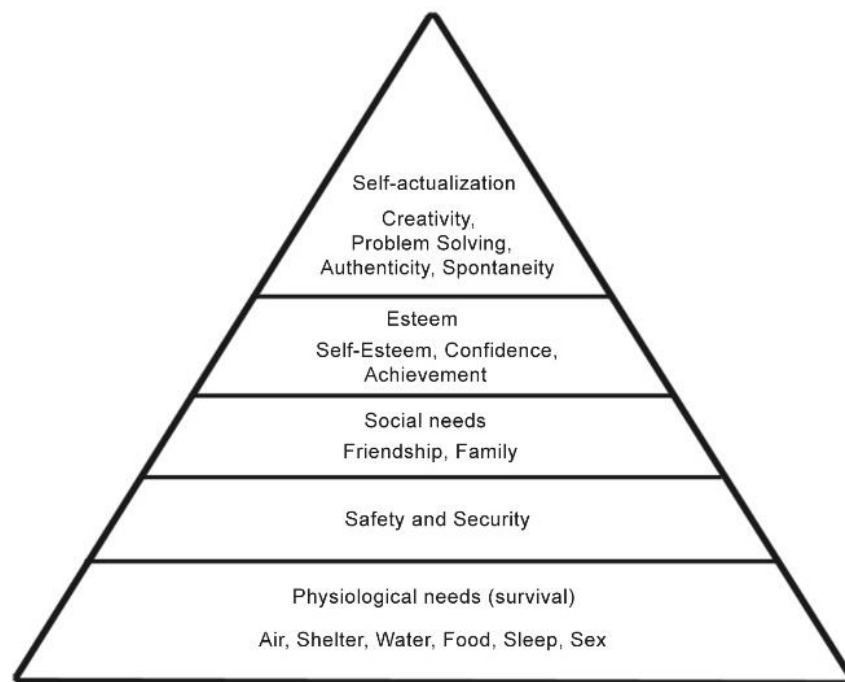 Self-actualization
Creativity,
Problem Solving,
Authenticity, Spontaneity
Esteem
Self-Esteem, Confidence,
Achievement
Social needs
Friendship, Family
Safety and Security
Physiological needs (survival)
Air, Shelter, Water, Food, Sleep, Sex